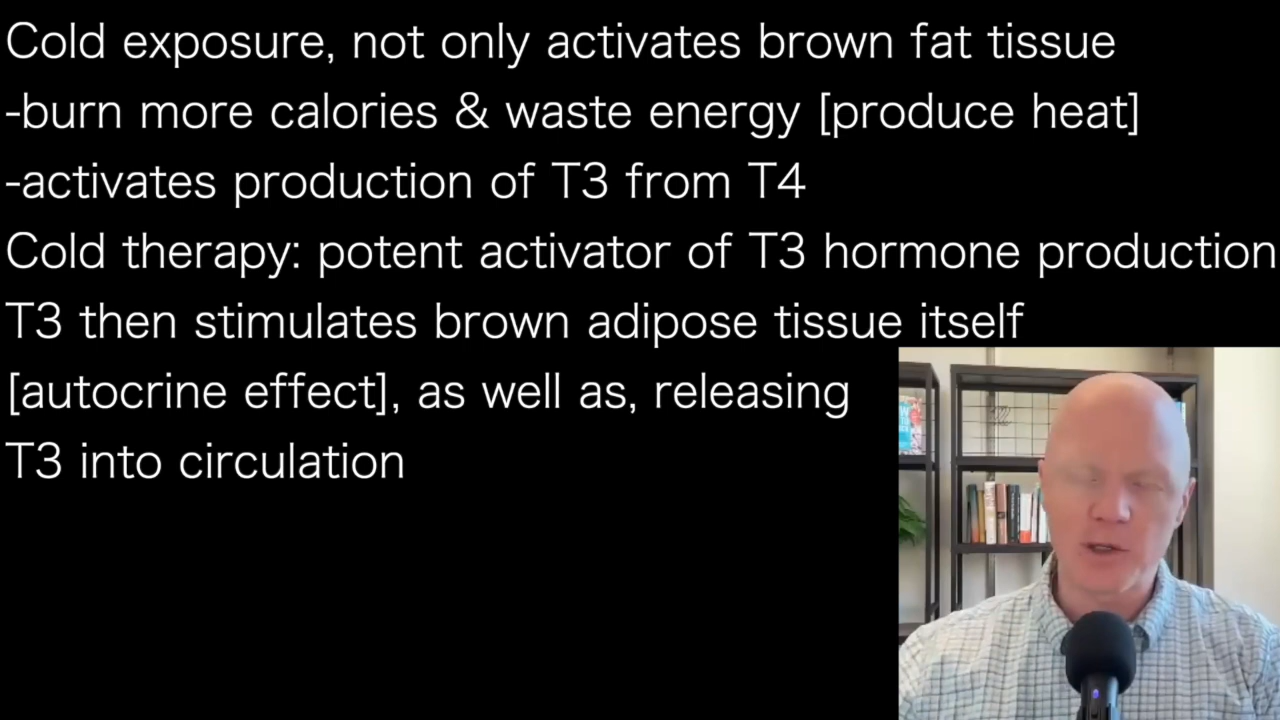 Cold exposure, not only activates brown fat tissue
-burn more calories & waste energy [produce heat]
-activates production of T3 from T4
Cold therapy: potent activator of T3 hormone production
T3 then stimulates brown adipose tissue itself
[autocrine effect], as well as, releasing
T3 into circulation